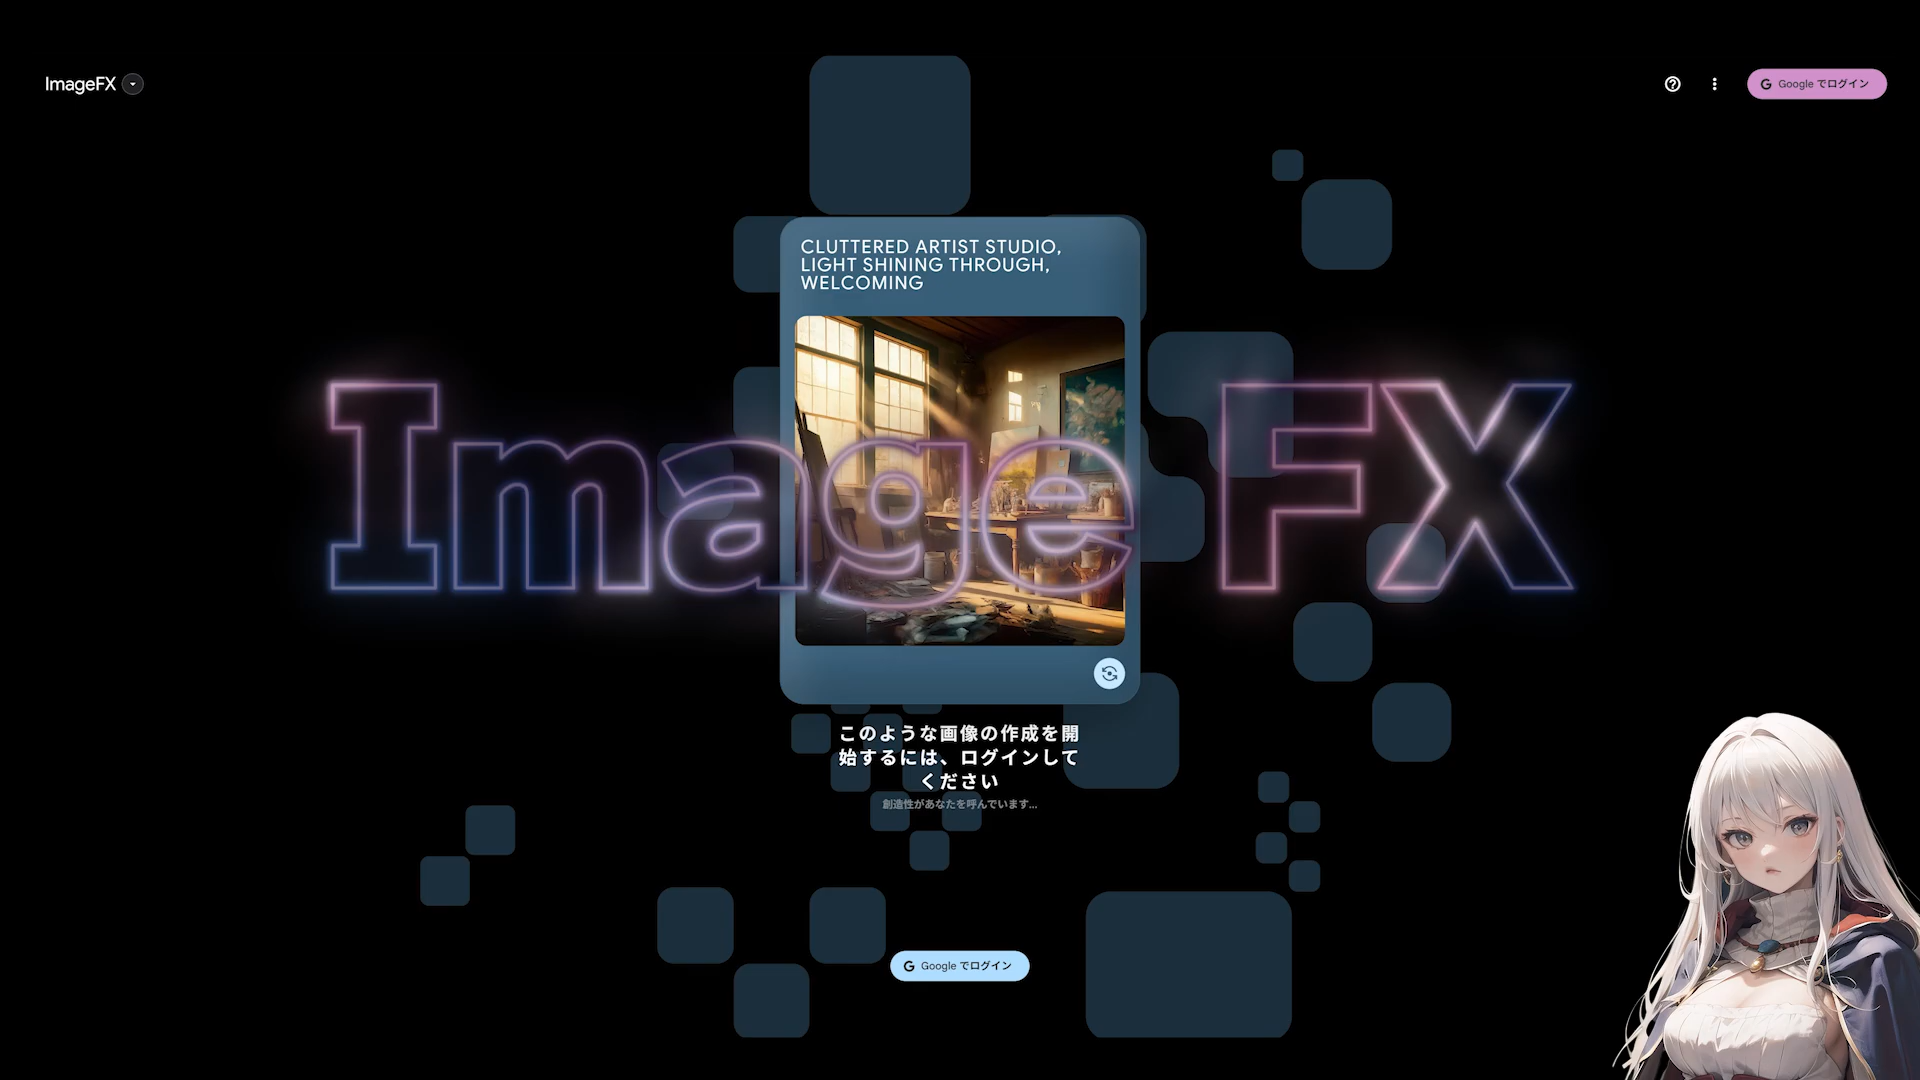 ImageFX
Google でログイン
CLUTTERED ARTIST STUDIO,
LIGHT SHINING THROUGH,
WELCOMING
Image FX
このような画像の作成を開
始するには、ログインして
ください
創造性があなたを呼んでいます...
Google でログイン